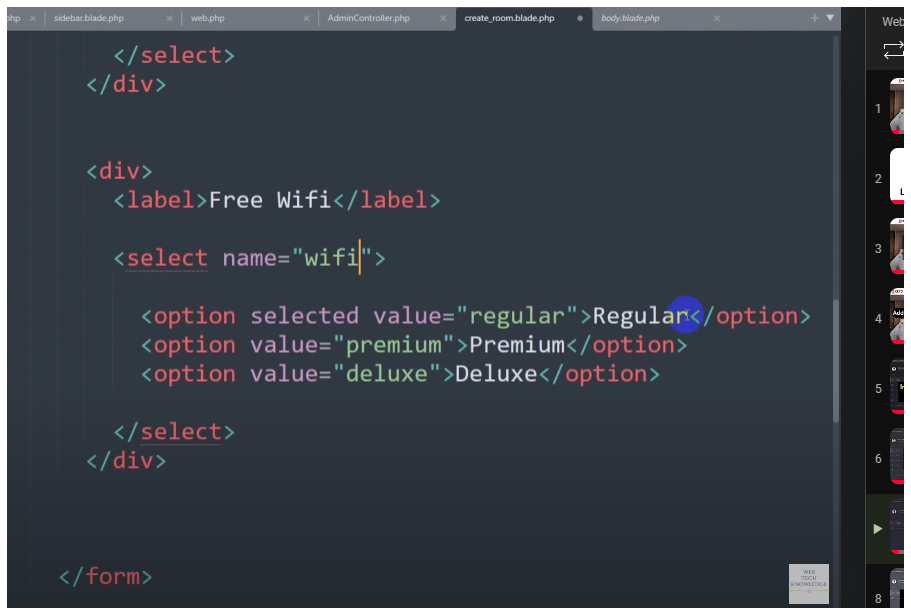 php × sidebar.blade.php × web.php × AdminController.php × create_room.blade.php body.blade.php × + ▼
Web
</select>
</div>
<div>
<label>Free Wifi</label>
<select name="wifi">
<option selected value="regular">Regular</option>
<option value="premium">Premium</option>
<option value="deluxe">Deluxe</option>
</select>
</div>
</form>
WEB
TECH
KNOWLEDGE
1
2
3
4
Add
5
6
8